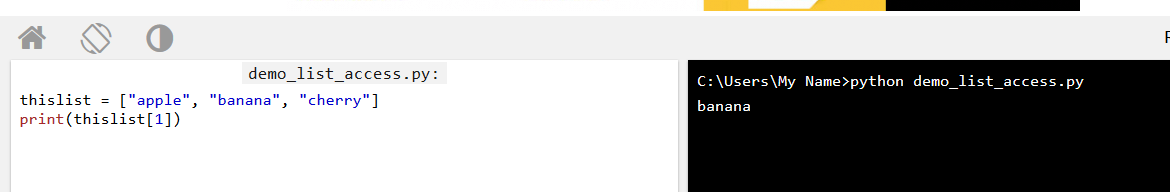 demo_list_access.py:
thislist = ["apple", "banana", "cherry"]
print(thislist[1])
C:\Users\My Name>python demo_list_access.py
banana